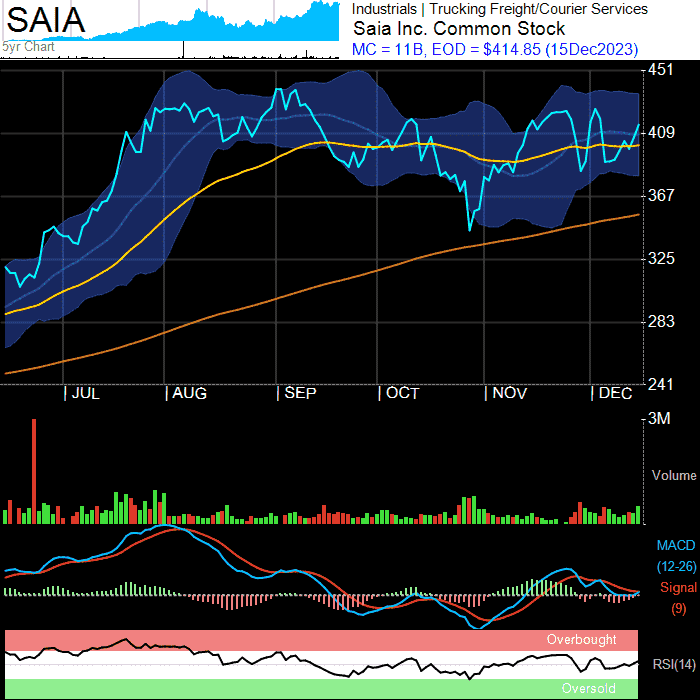 SAIA
5yr Chart
Industrials | Trucking Freight/Courier Services
Saia Inc. Common Stock
MC = 11B, EOD = $414.85 (15Dec2023)
451
409
367
325
283
241
| JUL | AUG | SEP | OCT | NOV | DEC
3M
Volume
MACD
(12-26)
Signal
(9)
Overbought
RSI(14)
Oversold